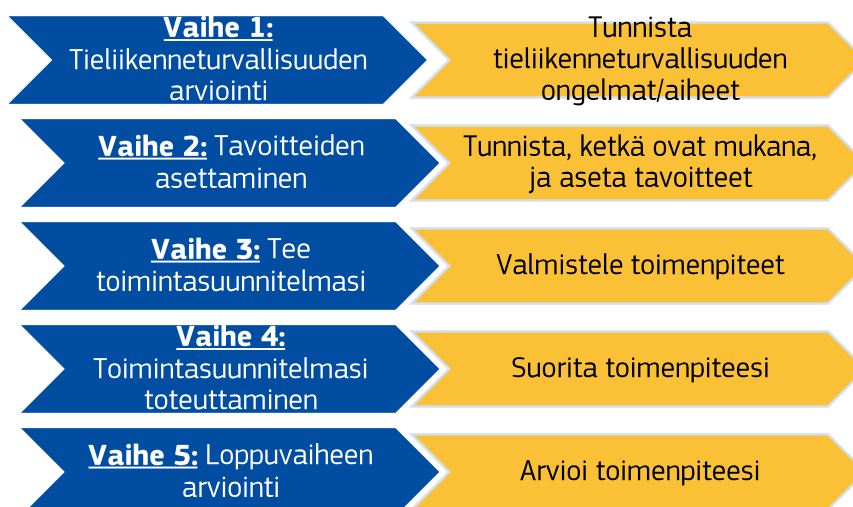 Vaihe 1:
Tieliikenneturvallisuuden
arviointi
Tunnista
tieliikenneturvallisuuden
ongelmat/aiheet
Vaihe 2: Tavoitteiden
asettaminen
Tunnista, ketkä ovat mukana,
ja aseta tavoitteet
Vaihe 3: Tee
toimintasuunnitelmasi
Valmistele toimenpiteet
Vaihe 4:
Toimintasuunnitelmasi
toteuttaminen
Suorita toimenpiteesi
Vaihe 5: Loppuvaiheen
arviointi
Arvioi toimenpiteesi